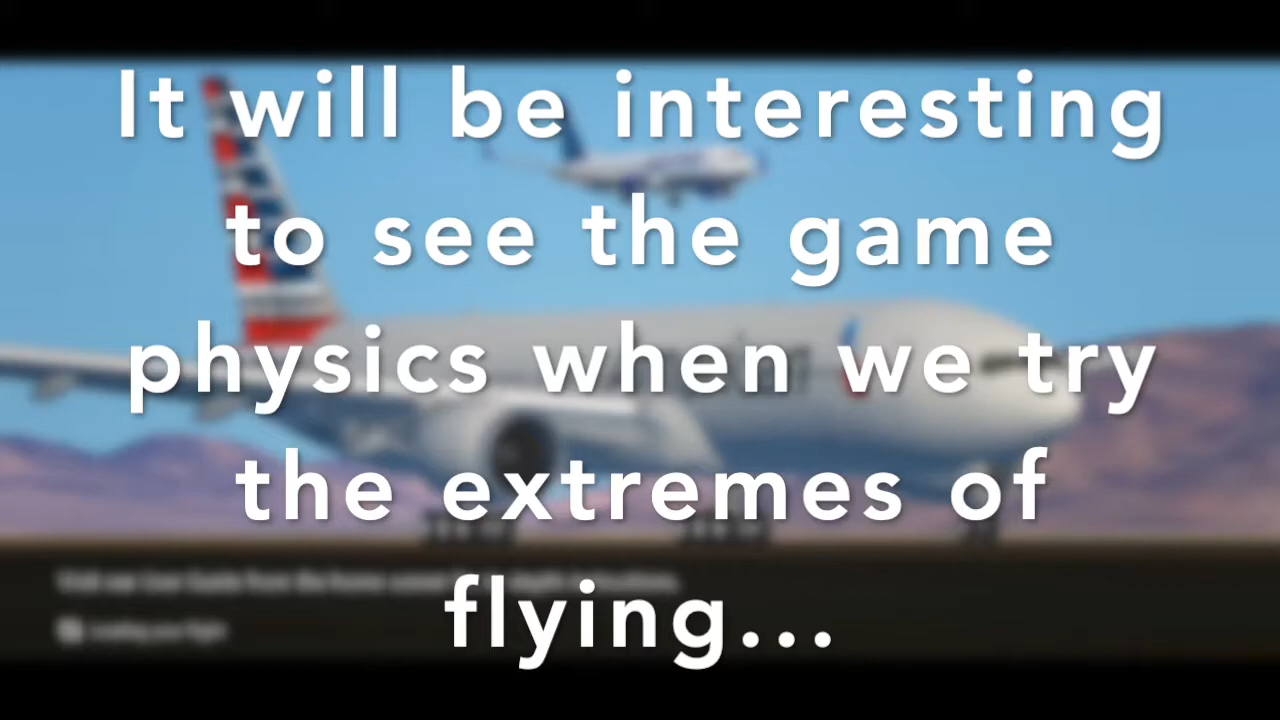 It will be interesting
to see the game
physics when we try
the extremes of
flying...